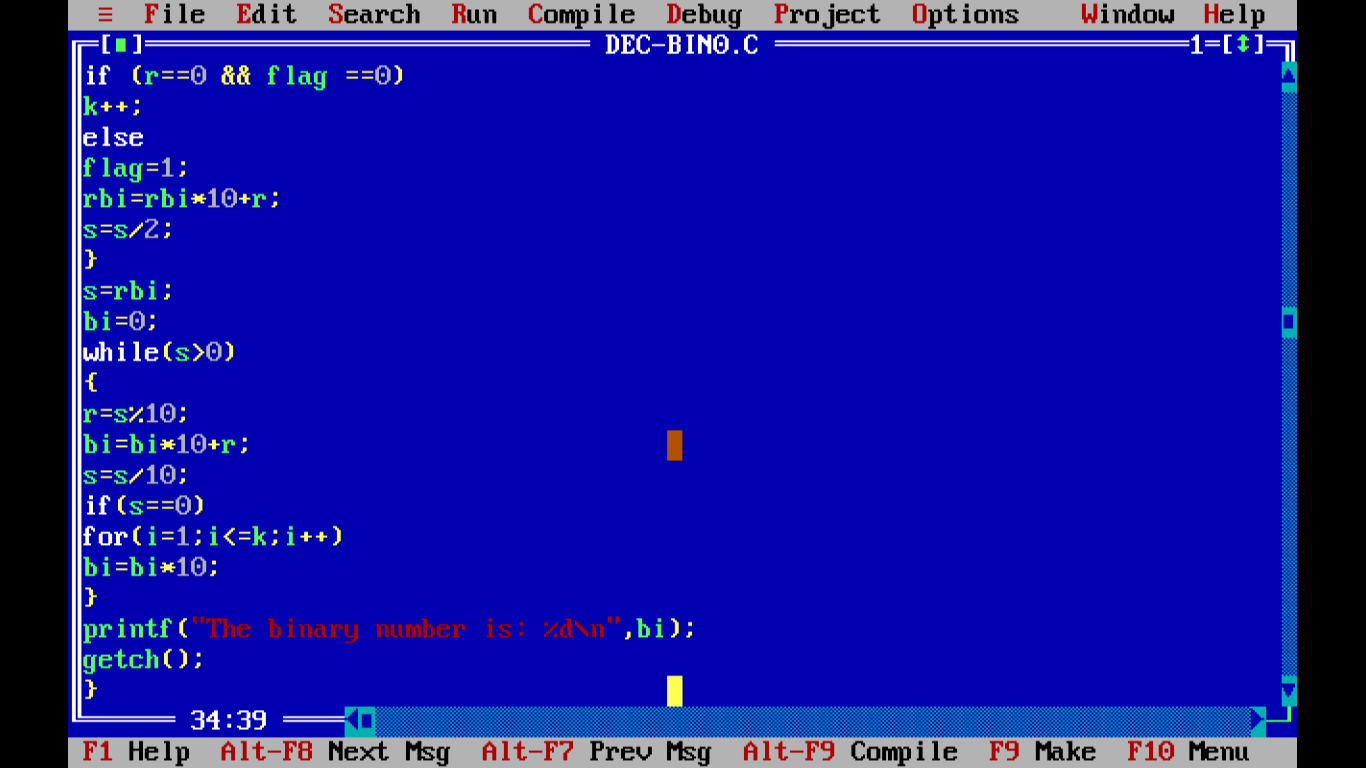 ≡ File Edit Search Run Compile Debug Project Options Window Help
[■] DEC-BINO.C 1=[↕]
if (r==0 && flag ==0)
k++;
else
flag=1;
rbi=rbi*10+r;
s=s/2;
}
s=rbi;
bi=0;
while(s>0)
{
r=s%10;
bi=bi*10+r;
s=s/10;
if(s==0)
for(i=1;i<=k;i++)
bi=bi*10;
}
printf("The binary number is: %d\n",bi);
getch();
}
34:39
F1 Help Alt-F8 Next Msg Alt-F7 Prev Msg Alt-F9 Compile F9 Make F10 Menu